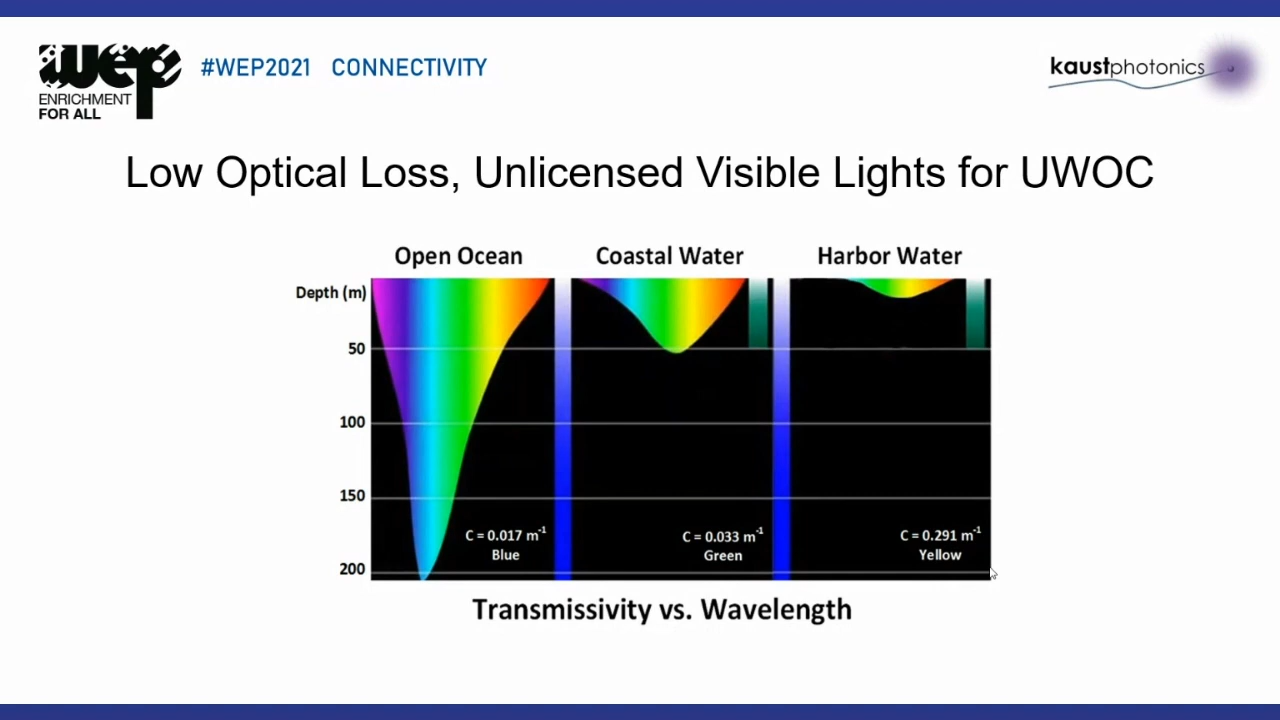 wep
ENRICHMENT
FOR ALL
#WEP2021 CONNECTIVITY
kaustphotonics
Low Optical Loss, Unlicensed Visible Lights for UWOC
Open Ocean
Coastal Water
Harbor Water
Depth (m)
50
100
150
200
C = 0.017 m⁻¹
Blue
C = 0.033 m⁻¹
Green
C = 0.291 m⁻¹
Yellow
Transmissivity vs. Wavelength